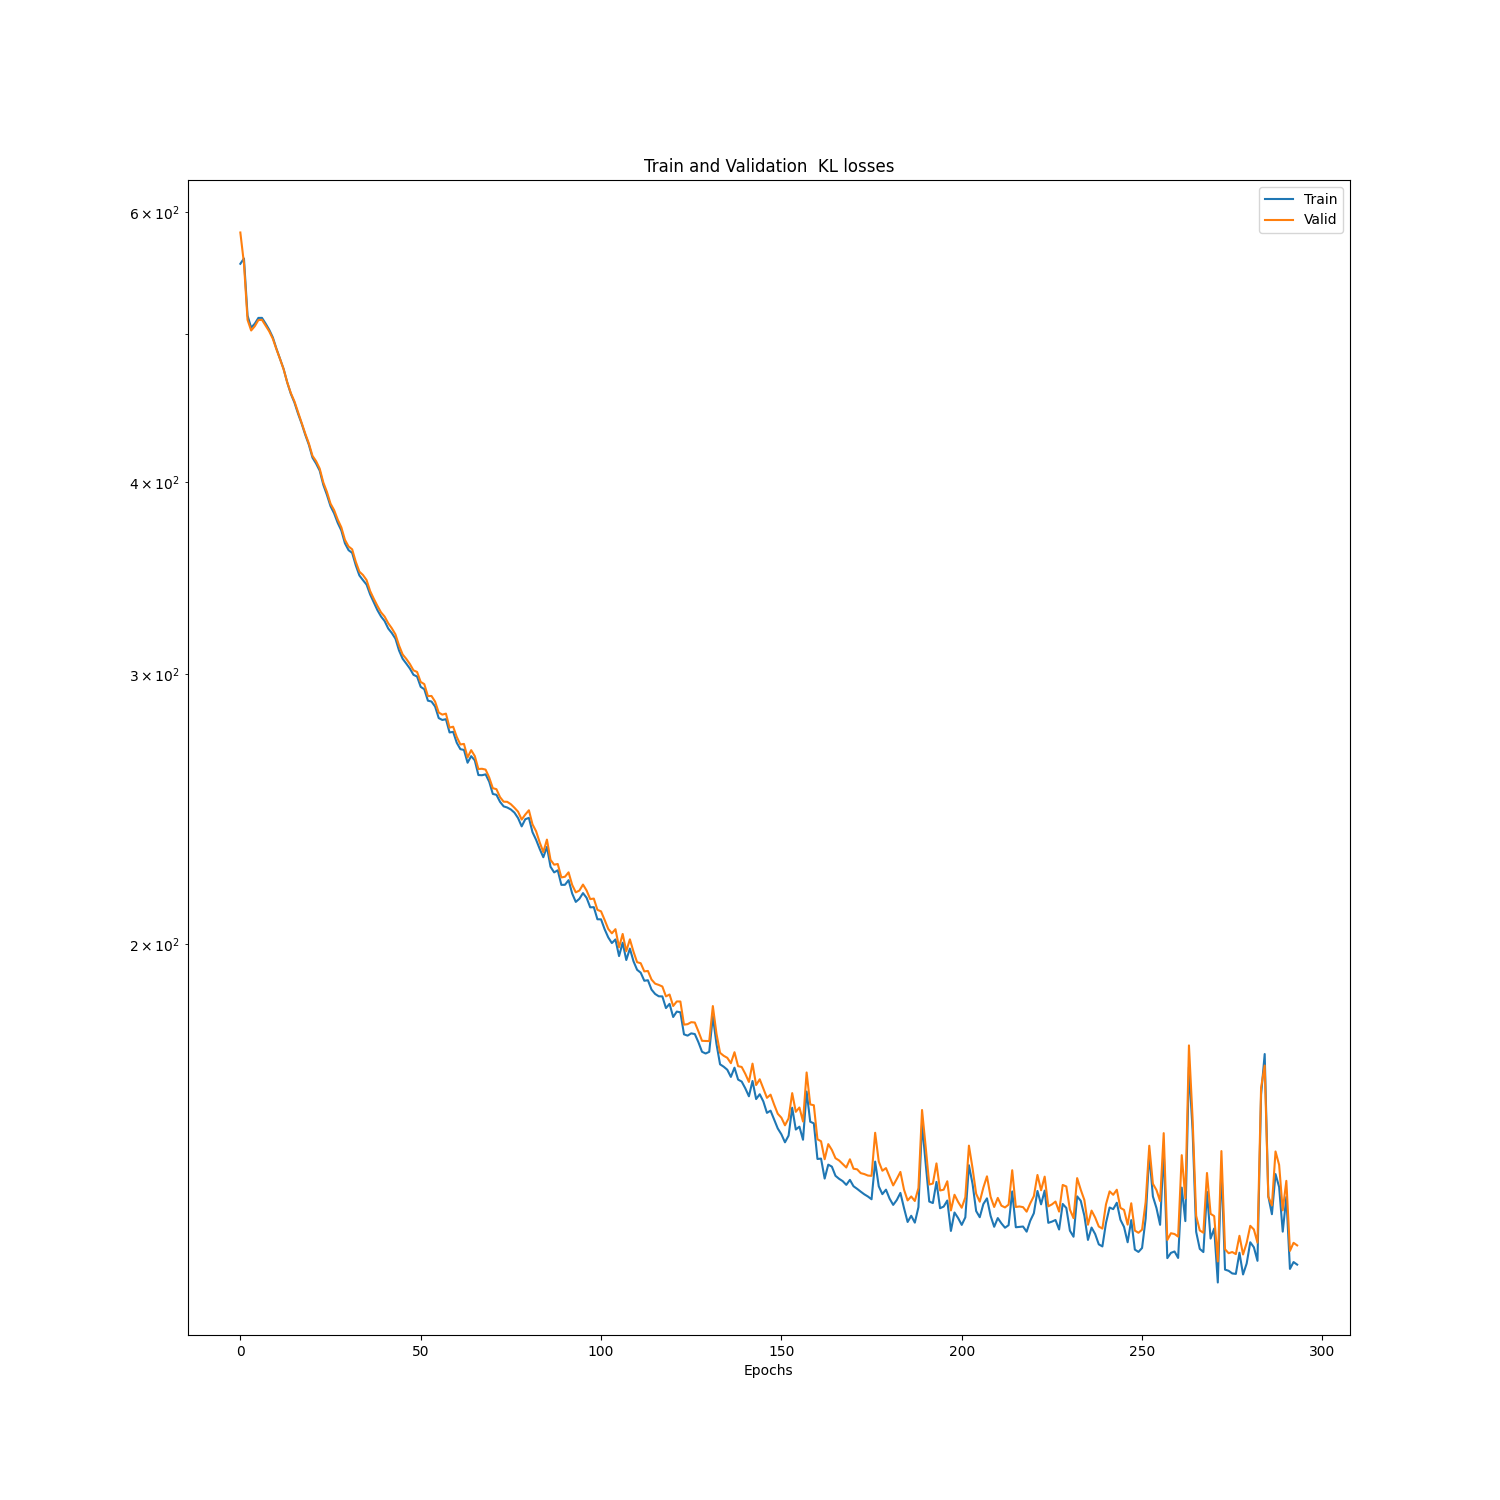 Train and Validation  KL losses
Train
Valid
6 × 10²
4 × 10²
3 × 10²
2 × 10²
0 50 100 150 200 250 300
Epochs